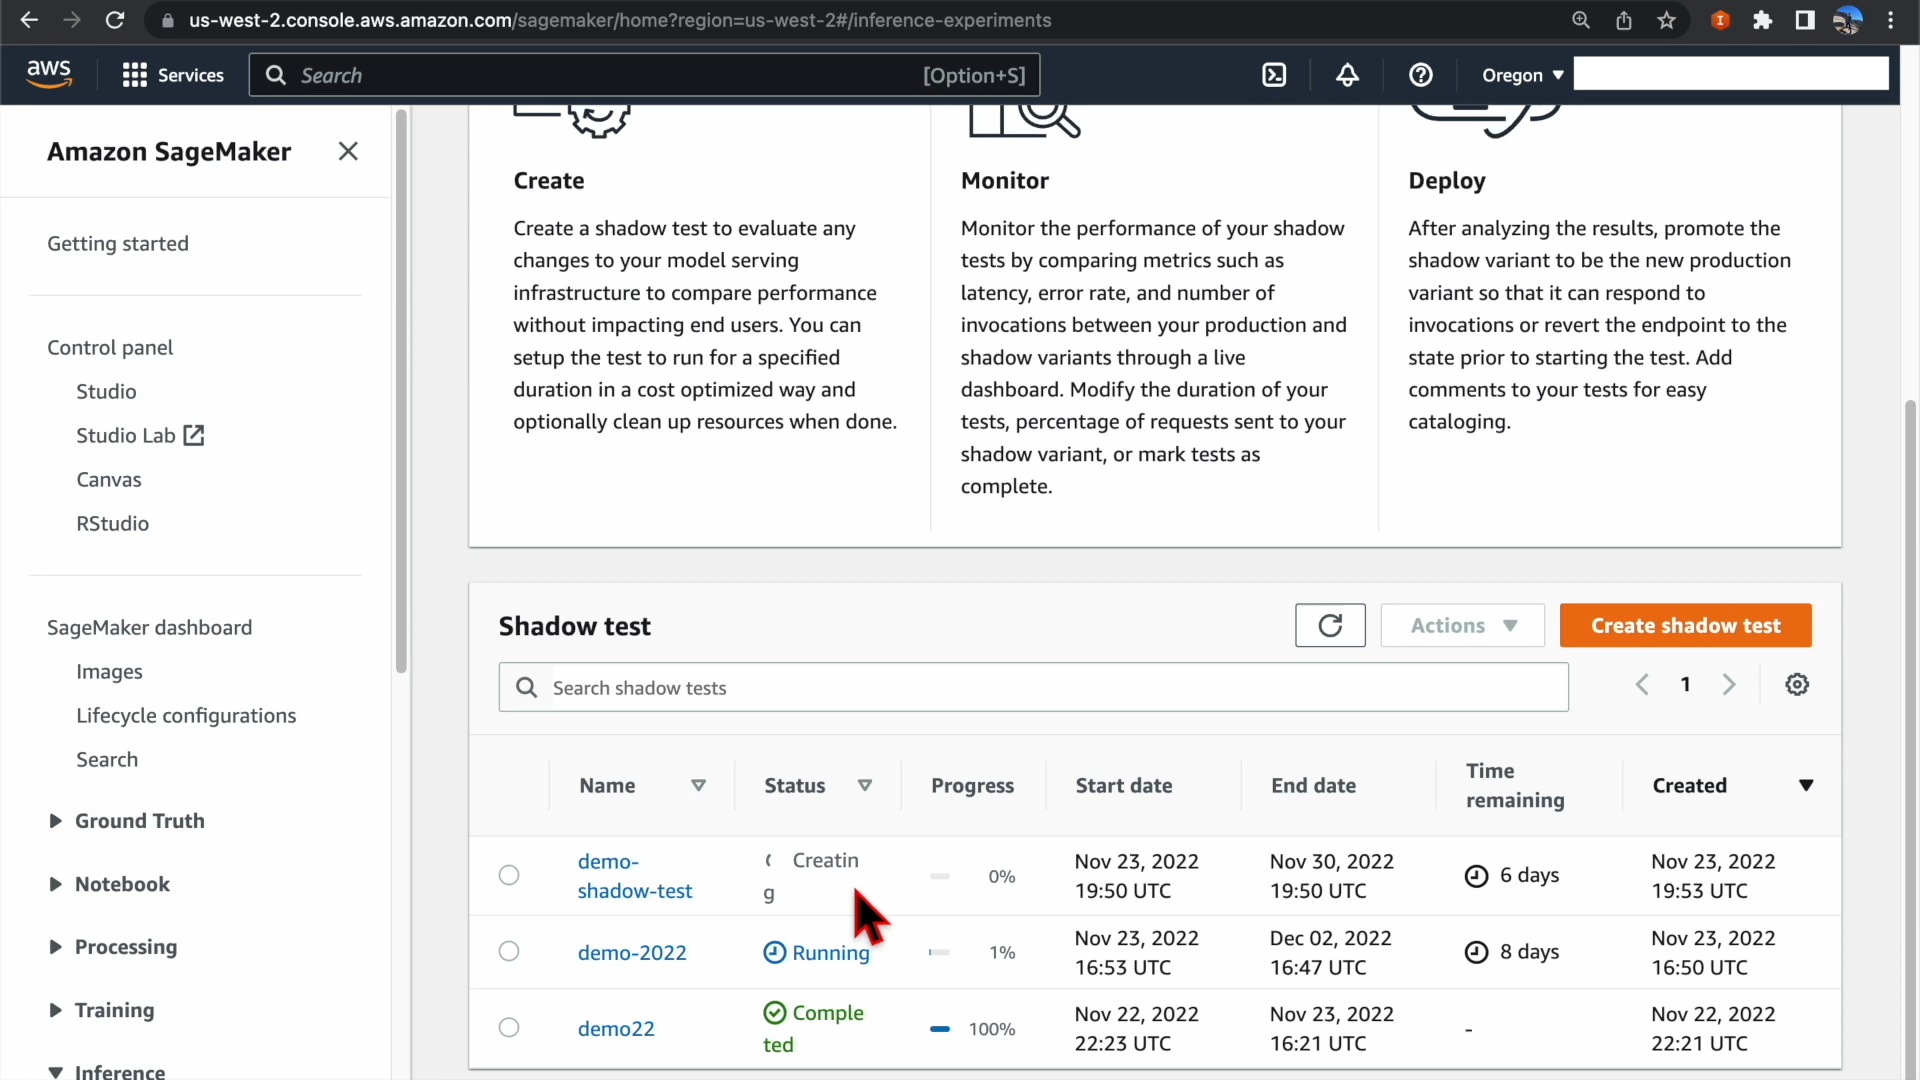 us-west-2.console.aws.amazon.com/sagemaker/home?region=us-west-2#/inference-experiments
aws
Services
Search
[Option+S]
Oregon
Amazon SageMaker
Getting started
Control panel
Studio
Studio Lab
Canvas
RStudio
SageMaker dashboard
Images
Lifecycle configurations
Search
Ground Truth
Notebook
Processing
Training
Inference
Create
Create a shadow test to evaluate any
changes to your model serving
infrastructure to compare performance
without impacting end users. You can
setup the test to run for a specified
duration in a cost optimized way and
optionally clean up resources when done.
Monitor
Monitor the performance of your shadow
tests by comparing metrics such as
latency, error rate, and number of
invocations between your production and
shadow variants through a live
dashboard. Modify the duration of your
tests, percentage of requests sent to your
shadow variant, or mark tests as
complete.
Deploy
After analyzing the results, promote the
shadow variant to be the new production
variant so that it can respond to
invocations or revert the endpoint to the
state prior to starting the test. Add
comments to your tests for easy
cataloging.
Shadow test
Actions
Create shadow test
Search shadow tests
1
Name
Status
Progress
Start date
End date
Time
remaining
Created
demo-
shadow-test
Creatin
g
0%
Nov 23, 2022
19:50 UTC
Nov 30, 2022
19:50 UTC
6 days
Nov 23, 2022
19:53 UTC
demo-2022
Running
1%
Nov 23, 2022
16:53 UTC
Dec 02, 2022
16:47 UTC
8 days
Nov 23, 2022
16:50 UTC
demo22
Comple
ted
100%
Nov 22, 2022
22:23 UTC
Nov 23, 2022
16:21 UTC
-
Nov 22, 2022
22:21 UTC